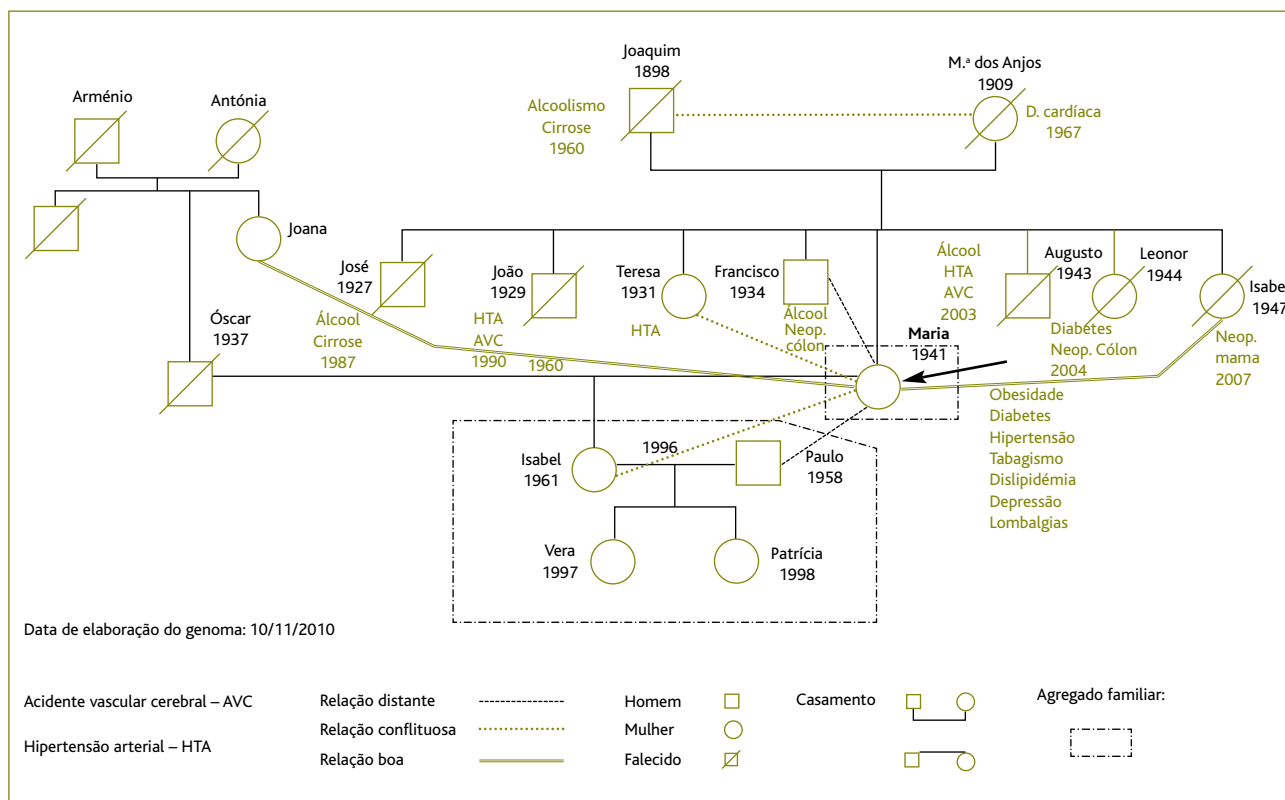 Joaquim
1898
M.ª dos Anjos
1909
Arménio
Antónia
Alcoolismo
Cirrose
1960
D. cardíaca
1967
Joana
José
1927
João
1929
Teresa
1931
Francisco
1934
Álcool
HTA
AVC
2003
Augusto
1943
Leonor
1944
Isabel
1947
Óscar
1937
Álcool
Cirrose
1987
HTA
AVC
1990
1960
HTA
Álcool
Neop.
cólon
Maria
1941
Diabetes
Neop. Cólon
2004
Neop.
mama
2007
Obesidade
Diabetes
Hipertensão
Tabagismo
Dislipidémia
Depressão
Lombalgias
Isabel
1961
1996
Paulo
1958
Vera
1997
Patrícia
1998
Data de elaboração do genoma: 10/11/2010
Acidente vascular cerebral – AVC
Hipertensão arterial – HTA
Relação distante
Relação conflituosa
Relação boa
Homem
Mulher
Falecido
Casamento
Agregado familiar: